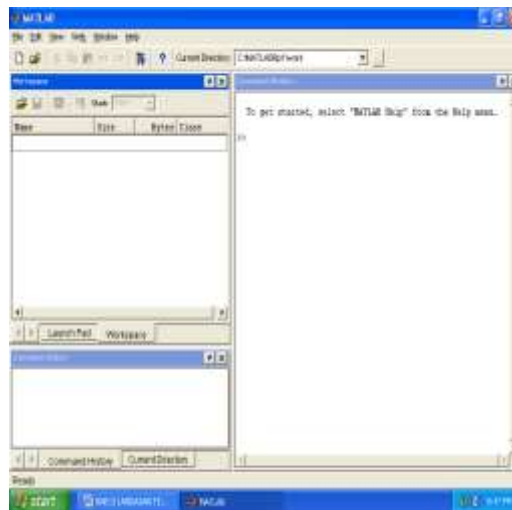 MATLAB
File Edit View Web Window Help
? Current Directory:
Workspace
Stack:
Name Size Bytes Class
Launch Pad Workspace
Command History Current Directory
To get started, select "MATLAB Help" from the Help menu.
>>
Ready
start MATLAB